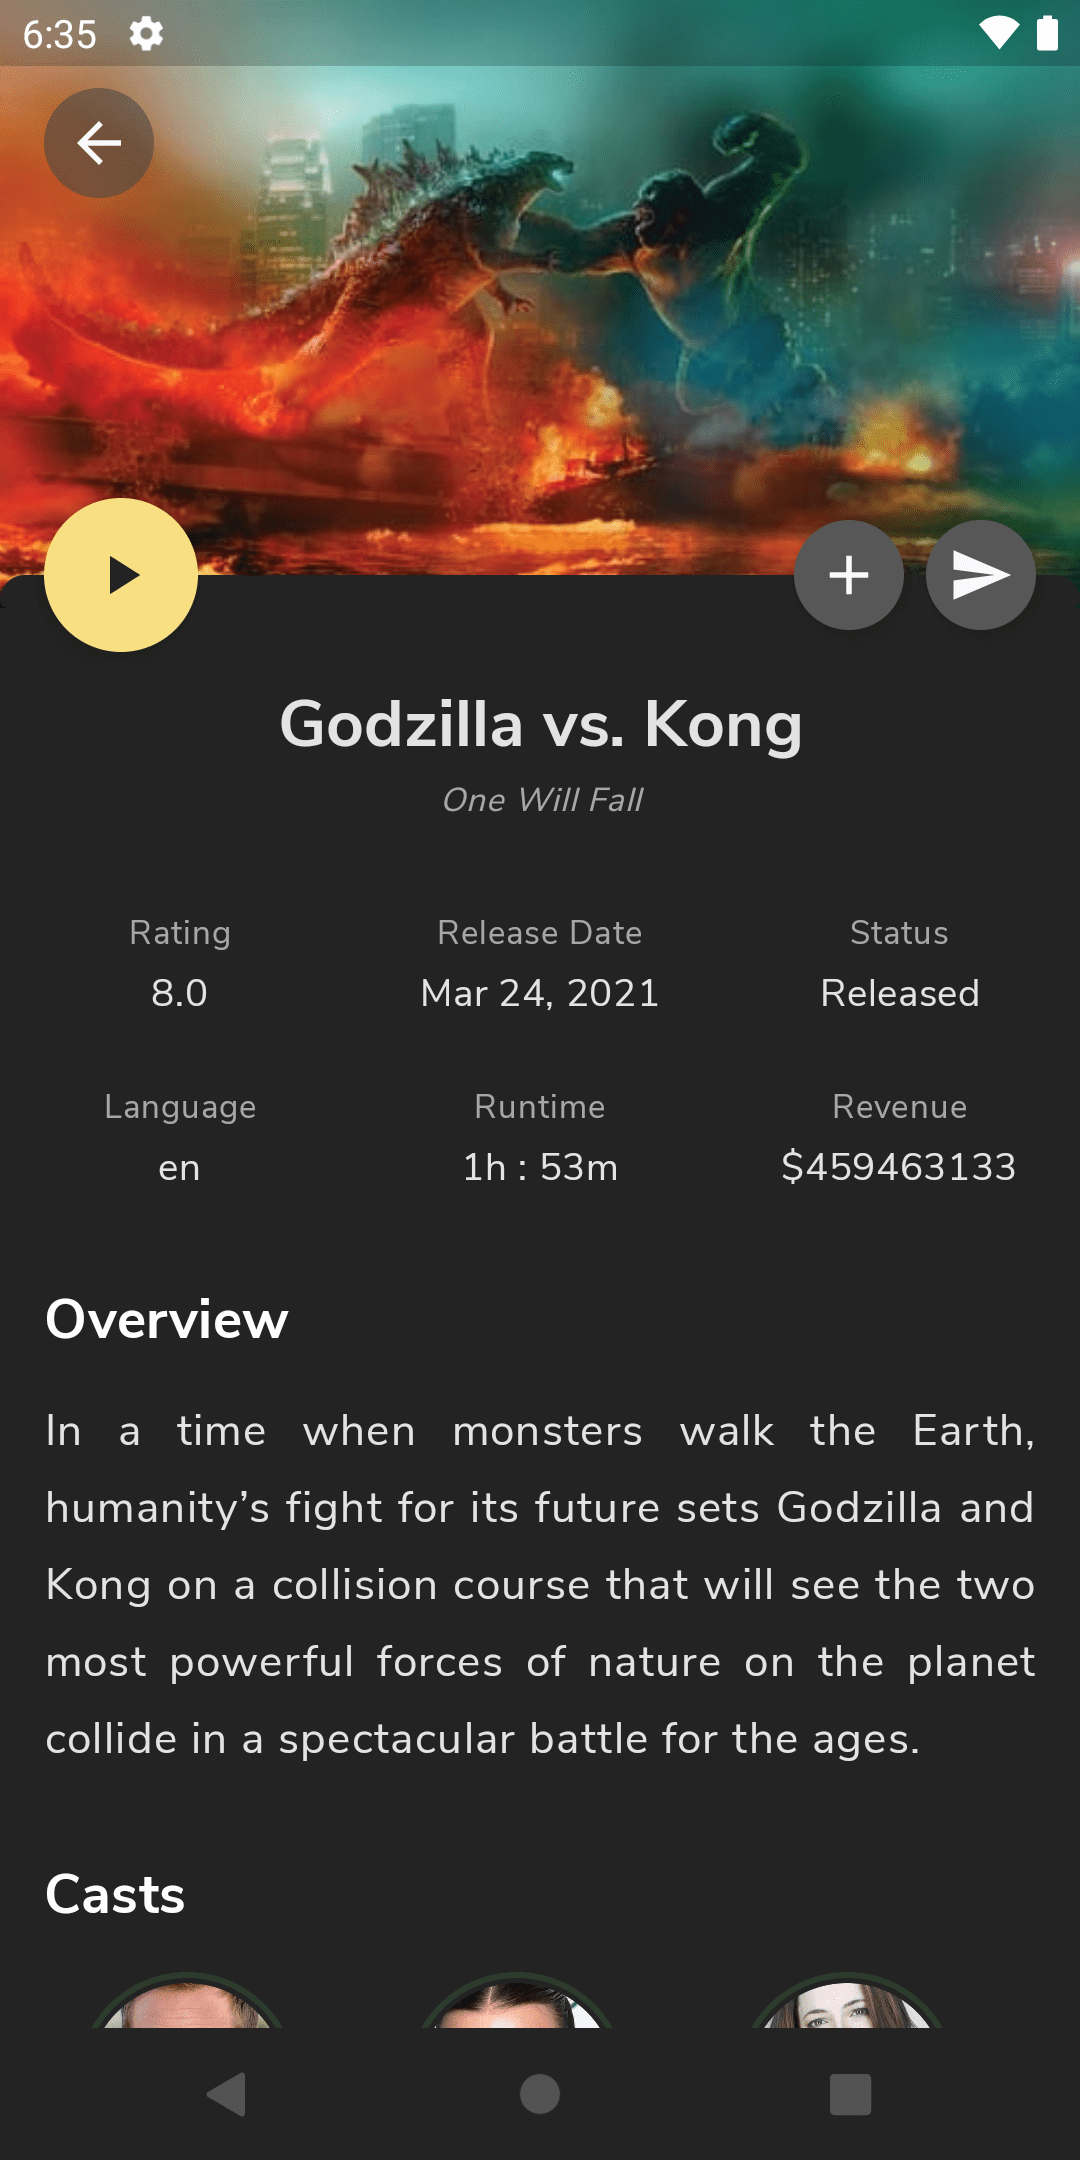 6:35
Godzilla vs. Kong
One Will Fall
Rating
Release Date
Status
8.0
Mar 24, 2021
Released
Language
Runtime
Revenue
en
1h : 53m
$459463133
Overview
In a time when monsters walk the Earth,
humanity’s fight for its future sets Godzilla and
Kong on a collision course that will see the two
most powerful forces of nature on the planet
collide in a spectacular battle for the ages.
Casts